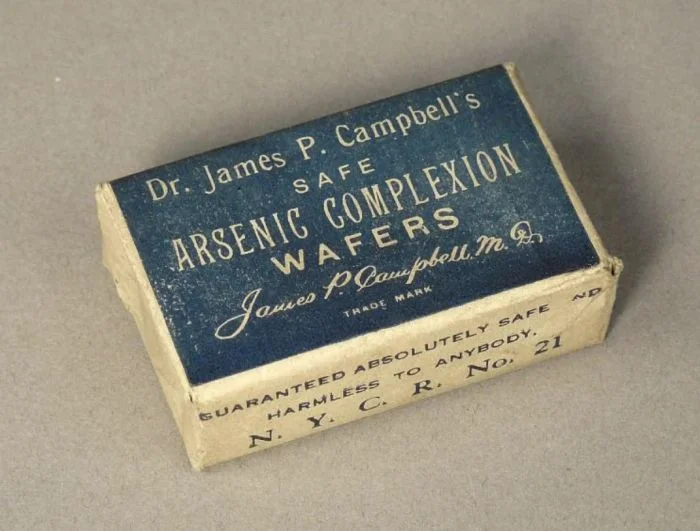 Dr. James P. Campbell's
SAFE
ARSENIC COMPLEXION
WAFERS
James P. Campbell, M. D.
TRADE MARK
GUARANTEED ABSOLUTELY SAFE ND
HARMLESS TO ANYBODY.
N. Y. C. R. No. 21